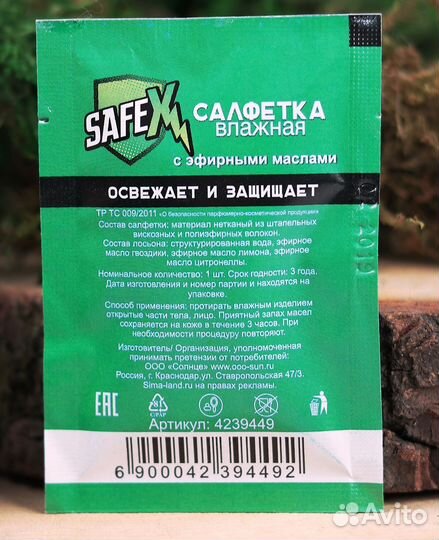 SAFEX
САЛФЕТКА
влажная
с эфирными маслами
ОСВЕЖАЕТ И ЗАЩИЩАЕТ
ТР ТС 009/2011 «О безопасности парфюмерно-косметической продукции»
Состав салфетки: материал нетканый из штапельных
вискозных и полиэфирных волокон.
Состав лосьона: структурированная вода, эфирное
масло гвоздики, эфирное масло лимона, эфирное
масло цитронеллы.
Номинальное количество: 1 шт. Срок годности: 3 года.
Дата изготовления и номер партии и находятся на
упаковке.
Способ применения: протирать влажным изделием
открытые части тела, лицо. Приятный запах масел
сохраняется на коже в течение 3 часов. При
необходимости процедуру повторить.
Изготовитель/ Организация, уполномоченная
принимать претензии от потребителей:
ООО «Солнце» www.ooo-sun.ru
Россия, г. Краснодар,ул. Ставропольская 47/3.
Sima-land.ru на правах рекламы.
EAC
81
C/PAP
Артикул: 4239449
6 900042 394492
2019
Avito